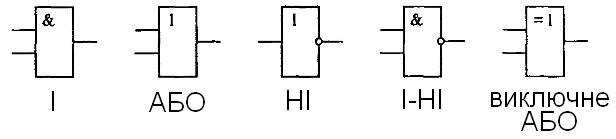 & 1 1 & =1
І АБО НІ І-НІ виключне
АБО